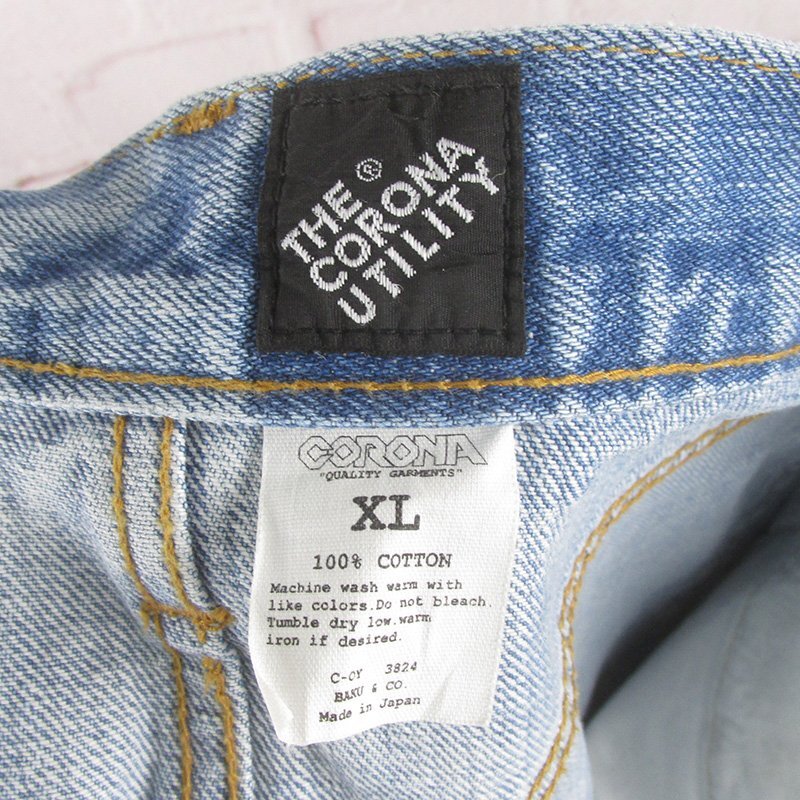 THE ®
CORONA
UTILITY
CORONA
"QUALITY GARMENTS"
XL
100% COTTON
Machine wash warm with
like colors.Do not bleach.
Tumble dry low.warm
iron if desired.
C-OY 3824
BAKU & CO.
Made in Japan